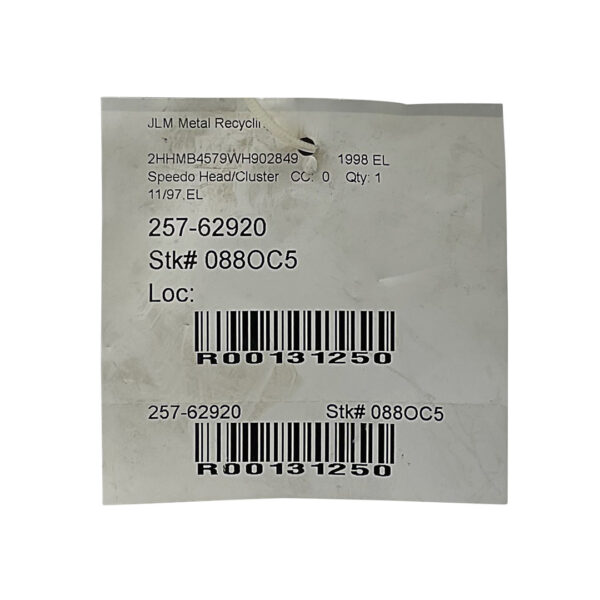 JLM Metal Recyclin
2HHMB4579WH902849 1998 EL
Speedo Head/Cluster CC: 0 Qty: 1
11/97,EL
257-62920
Stk# 088OC5
Loc:
R00131250
257-62920 Stk# 088OC5
R00131250